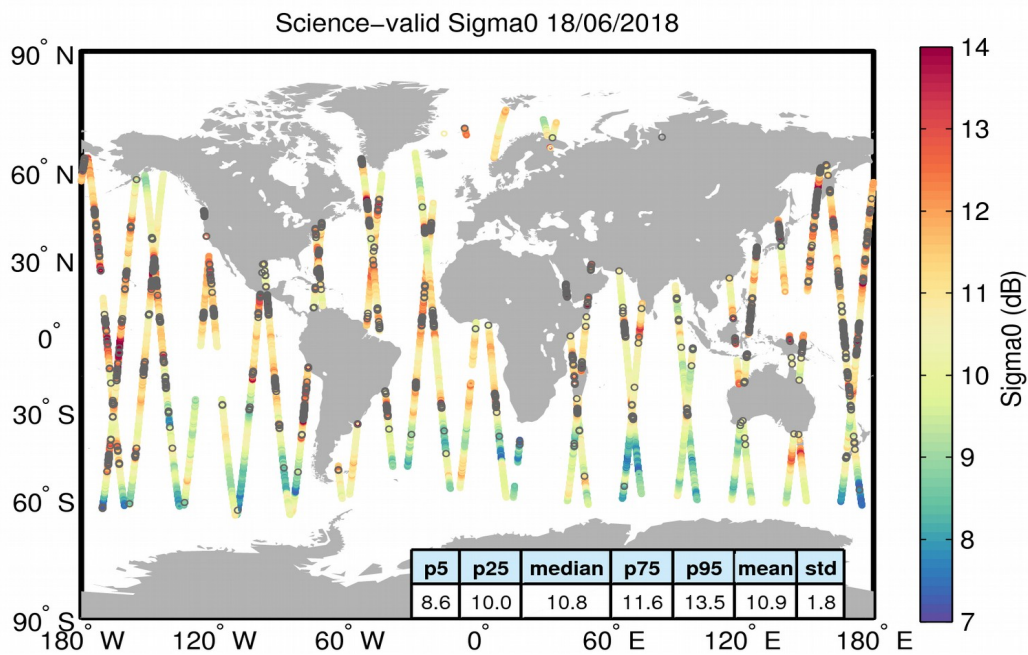 Science−valid Sigma0 18/06/2018
90° N
60° N
30° N
0°
30° S
60° S
90° S
180° W
120° W
60° W
0°
60° E
120° E
180° E
14
13
12
11
10
9
8
7
Sigma0 (dB)
p5 p25 median p75 p95 mean std
8.6 10.0 10.8 11.6 13.5 10.9 1.8